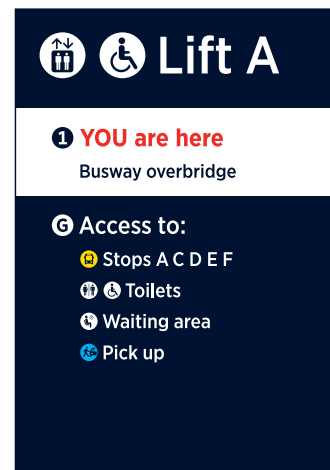 Lift A
1 YOU are here
Busway overbridge
G Access to:
Stops A C D E F
Toilets
Waiting area
Pick up